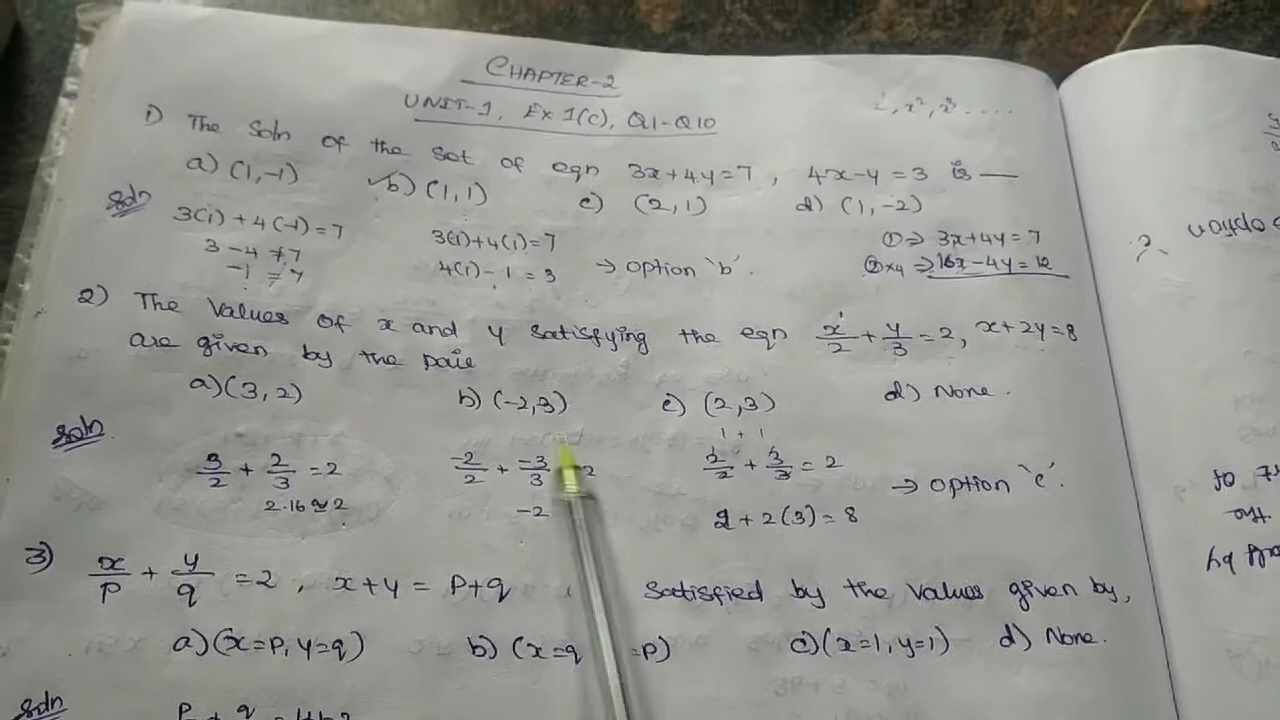 CHAPTER-2
UNIT-1, Ex 1(C), Q1-Q10
1) The Soln of the Set of eqn 3x+4y=7, 4x-y=3 is —
a) (1,-1) b) (1,1) c) (2,1) d) (1,-2)
Soln
3(1)+4(-1)=7 3(1)+4(1)=7 ①⇒ 3x+4y=7
3-4≠7 4(1)-1=3 → option 'b'. ②×4 ⇒ 16x-4y=12
-1≠7
2) The Values of x and y satisfying the eqn x/2 + y/3 = 2, x+2y=8
are given by the pair
a) (3,2) b) (-2,3) c) (2,3) d) None.
Soln
1 + 1
3/2 + 2/3 = 2 -2/2 + -3/3 2 2/2 + 3/3 = 2 → option 'c'.
2.16≈2 -2 2+2(3)=8
3) x/p + y/q = 2, x+y = p+q Satisfied by the values given by,
a) (x=p, y=q) b) (x=q =p) c) (x=1, y=1) d) None.
Soln
option